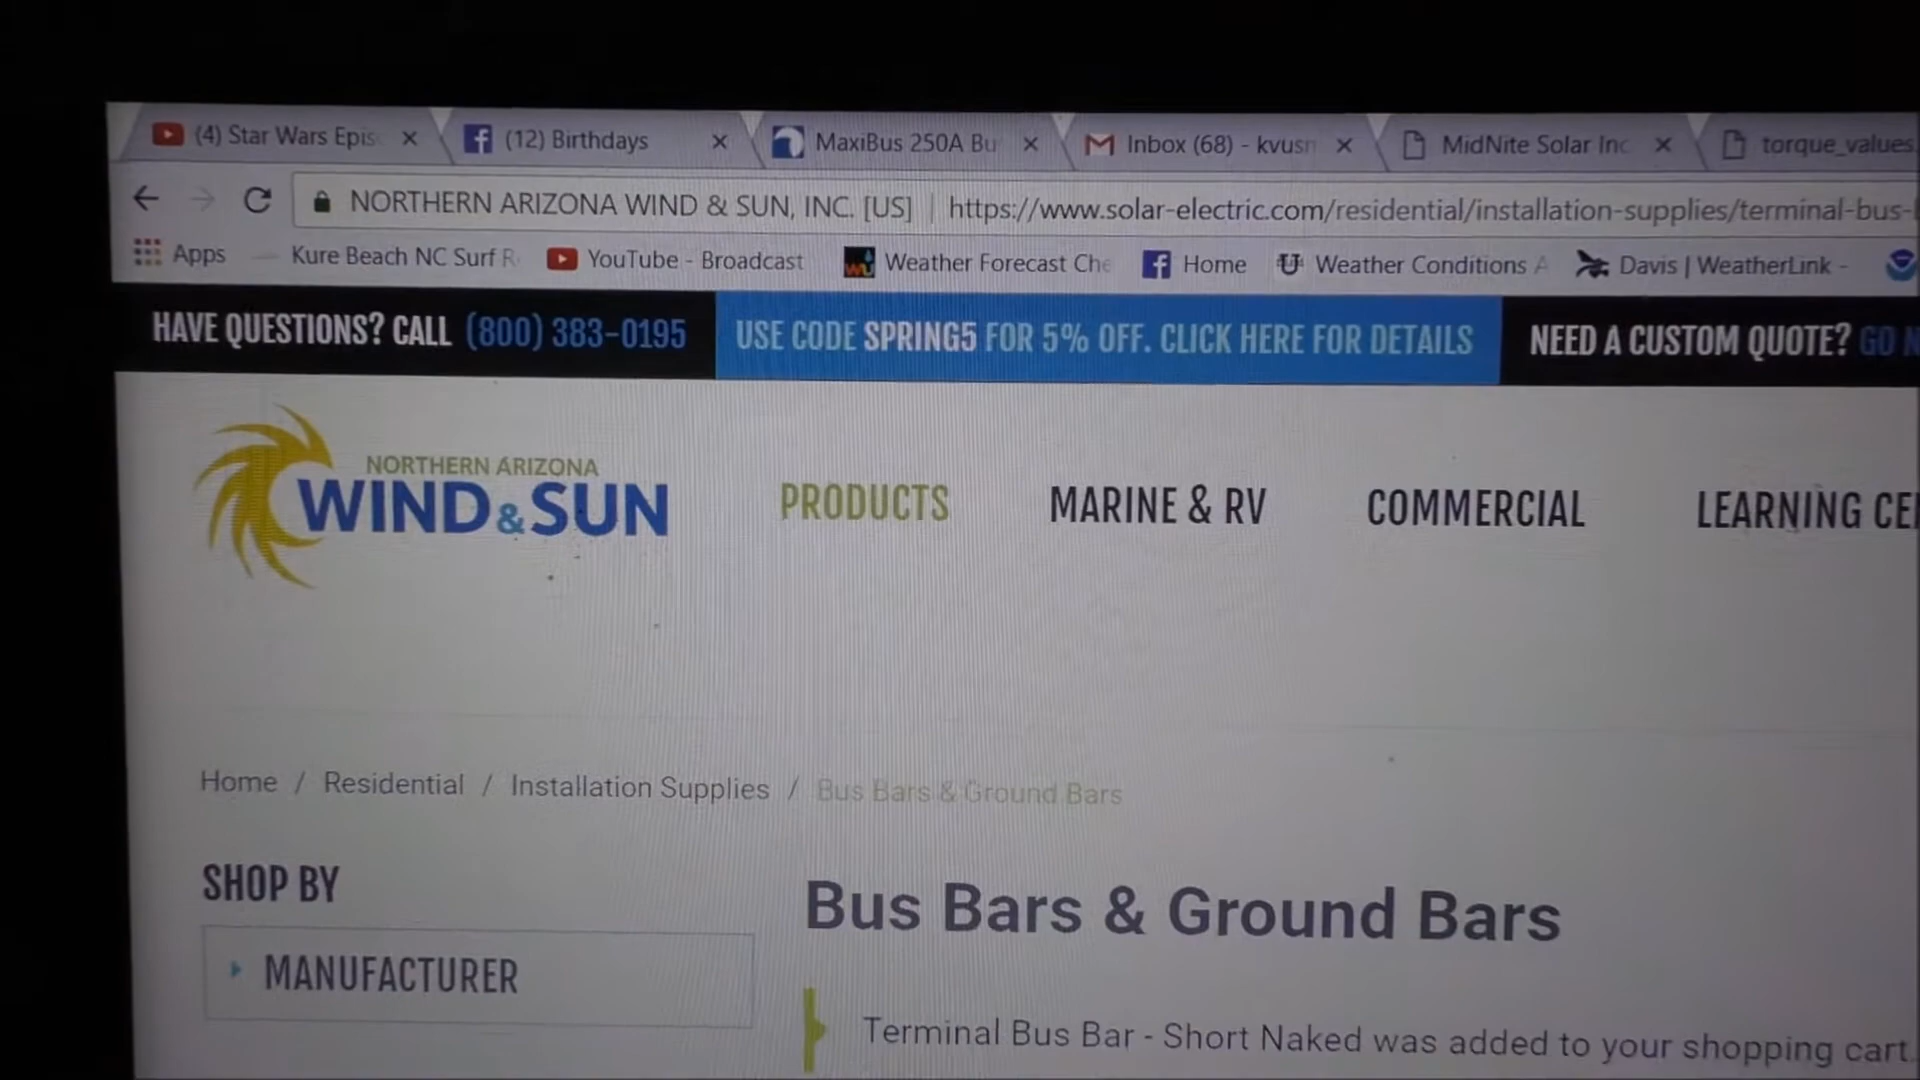 (4) Star Wars Epis
(12) Birthdays
MaxiBus 250A Bu
Inbox (68) - kvusn
MidNite Solar Inc
torque_values.
NORTHERN ARIZONA WIND & SUN, INC. [US] | https://www.solar-electric.com/residential/installation-supplies/terminal-bus-
Apps
Kure Beach NC Surf R
YouTube - Broadcast
Weather Forecast Che
Home
Weather Conditions A
Davis | WeatherLink -
HAVE QUESTIONS? CALL (800) 383-0195
USE CODE SPRING5 FOR 5% OFF. CLICK HERE FOR DETAILS
NEED A CUSTOM QUOTE? GO N
NORTHERN ARIZONA
WIND & SUN
PRODUCTS
MARINE & RV
COMMERCIAL
LEARNING CE
Home / Residential / Installation Supplies / Bus Bars & Ground Bars
SHOP BY
MANUFACTURER
Bus Bars & Ground Bars
Terminal Bus Bar - Short Naked was added to your shopping cart.